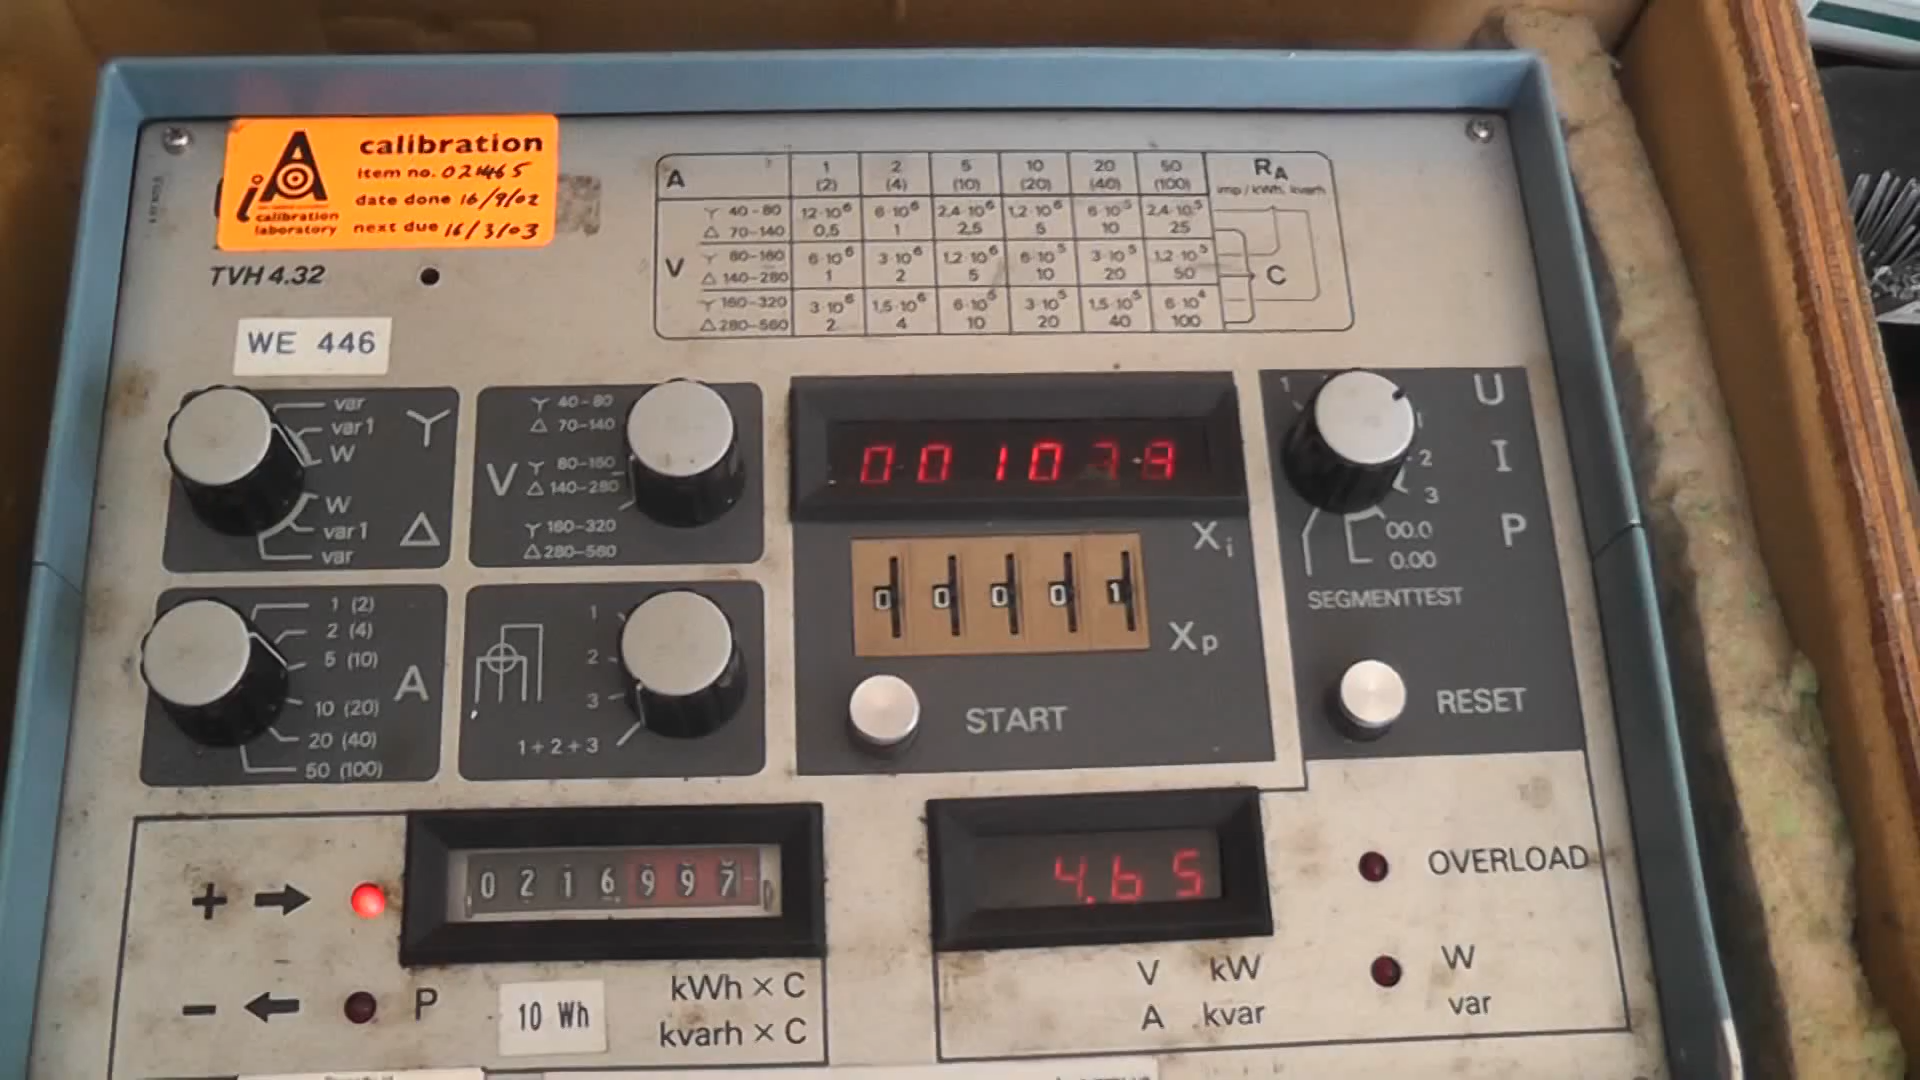 calibration
item no. 021465
date done 16/9/02
next due 16/3/03
calibration
laboratory
TVH 4.32
WE 446
A 1 2 5 10 20 50 RA
(2) (4) (10) (20) (40) (100) imp / kWh, kvarh
V
Y 40-80 12·10⁶ 6·10⁶ 2,4·10⁶ 1,2·10⁶ 6·10⁵ 2,4·10⁵
△ 70-140 0,5 1 2,5 5 10 25
Y 80-160 6·10⁶ 3·10⁶ 1,2·10⁶ 6·10⁵ 3·10⁵ 1,2·10⁵
△ 140-280 1 2 5 10 20 50 C
Y 160-320 3·10⁶ 1,5·10⁶ 6·10⁵ 3·10⁵ 1,5·10⁵ 6·10⁴
△ 280-560 2 4 10 20 40 100
var
var1 Y
W
W
var1 △
var
Y 40-80
△ 70-140
V Y 80-160
△ 140-280
Y 160-320
△ 280-560
1 (2)
2 (4)
5 (10)
A
10 (20)
20 (40)
50 (100)
1
2
3
1+2+3
0010
Xi
0 0 0 0 1
Xp
START
1 U
1
2 I
3
00.0 P
0.00
SEGMENTTEST
RESET
+
0216997
- P
10 Wh
kWh × C
kvarh × C
4.65
V kW
A kvar
OVERLOAD
W
var